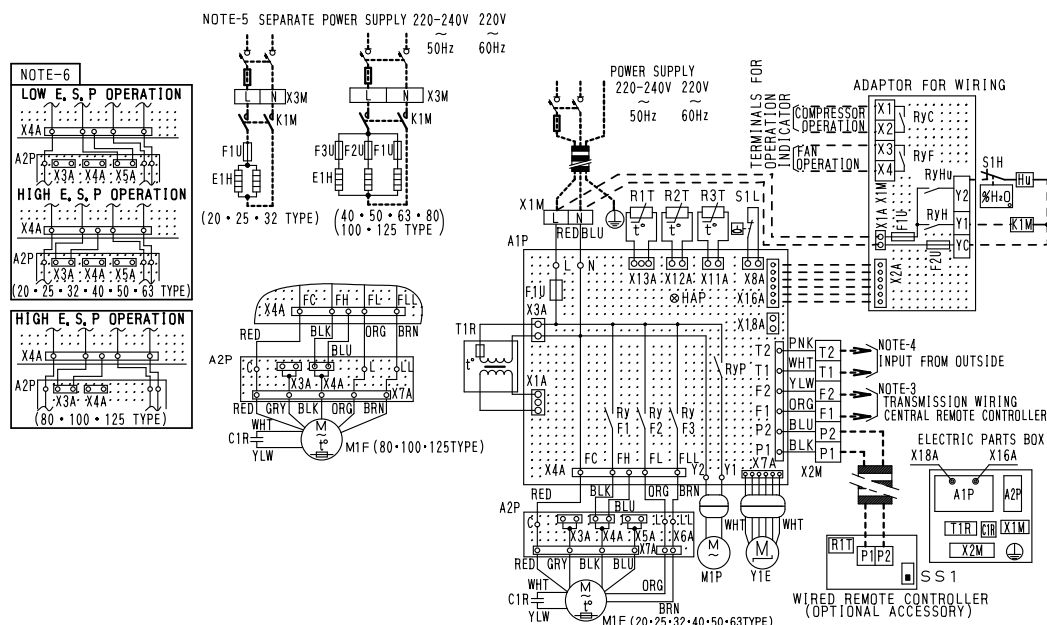 NOTE-5 SEPARATE POWER SUPPLY 220-240V 220V
~ ~
50Hz 60Hz
NOTE-6
LOW E. S. P OPERATION
X4A
A2P
X3A X4A X5A
HIGH E. S. P OPERATION
X4A
A2P
X3A X4A X5A
(20・25・32・40・50・63 TYPE)
HIGH E. S. P OPERATION
X4A
A2P
X3A X4A
(80・100・125 TYPE)
L N X3M
K1M
F1U
E1H
(20・25・32 TYPE)
L N X3M
K1M
F3U F2U F1U
E1H
(40・50・63・80)
(100・125 TYPE)
FC FH FL FLL
X4A
RED BLK ORG BRN
BLU
A2P
C L LL
X3A X4A
X7A
RED GRY BLK ORG BRN
WHT
C1R
YLW
M
~
t°
M1F (80・100・125TYPE)
POWER SUPPLY
220-240V 220V
~ ~
50Hz 60Hz
X1M
L N
RED BLU
R1T R2T R3T S1L
t° t° t°
A1P
X13A X12A X11A X8A
L N
F1U
HAP
X16A
X3A
X18A
T1R
t°
X1A
RyP
Ry F1
Ry F2
Ry F3
T2 PNK T2
T1 WHT T1
F2 YLW F2
F1 ORG F1
P2 BLU P2
P1 BLK P1
X2M
NOTE-4
INPUT FROM OUTSIDE
NOTE-3
TRANSMISSION WIRING
CENTRAL REMOTE CONTROLLER
X4A
FC FH FL FLL Y2 Y1 X7A
RED BLK ORG BRN
BLU
A2P
C L LL
X3A X4A X5A X6A
X7A
RED GRY BLK BLU
WHT ORG
C1R
YLW BRN
M
~
t°
M1F (20・25・32・40・50・63TYPE)
WHT
M
~
M1P
WHT
M
Y1E
TERMINALS FOR
OPERATION
INDICATOR
COMPRESSOR
OPERATION
FAN
OPERATION
ADAPTOR FOR WIRING
X1
X2
X3
X4
X1M
RyC
RyF
RyHu
RyH
X1A
F1U
F2U
X2A
Y2
Y1
YC
S1H
Hu
%H₂O
K1M
ELECTRIC PARTS BOX
X18A X16A
A1P A2P
T1R C1R X1M
X2M
R1T
P1 P2
SS1
WIRED REMOTE CONTROLLER
(OPTIONAL ACCESSORY)